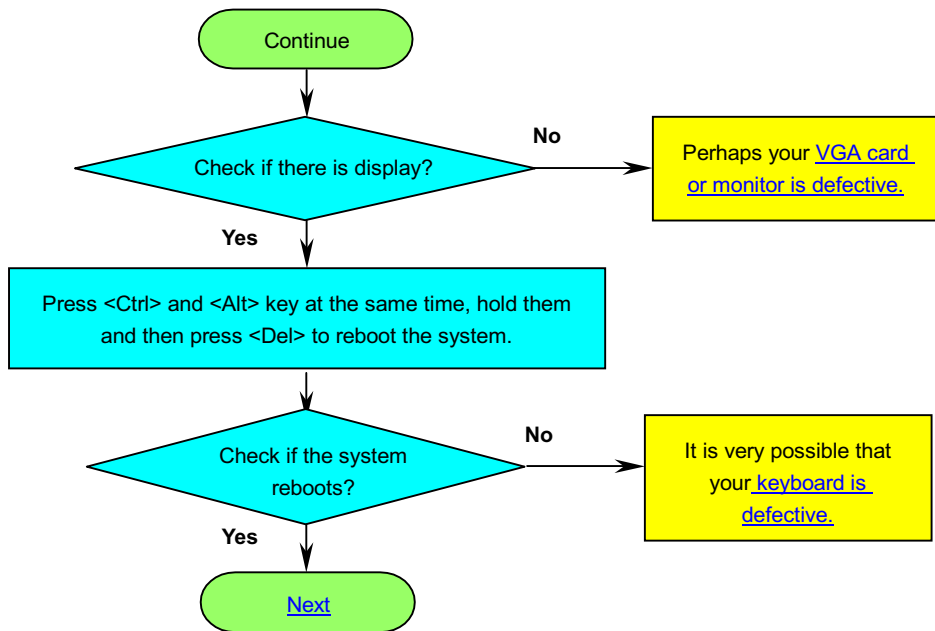 Continue
Check if there is display?
No
Perhaps your VGA card
or monitor is defective.
Yes
Press <Ctrl> and <Alt> key at the same time, hold them
and then press <Del> to reboot the system.
Check if the system
reboots?
No
It is very possible that
your keyboard is
defective.
Yes
Next